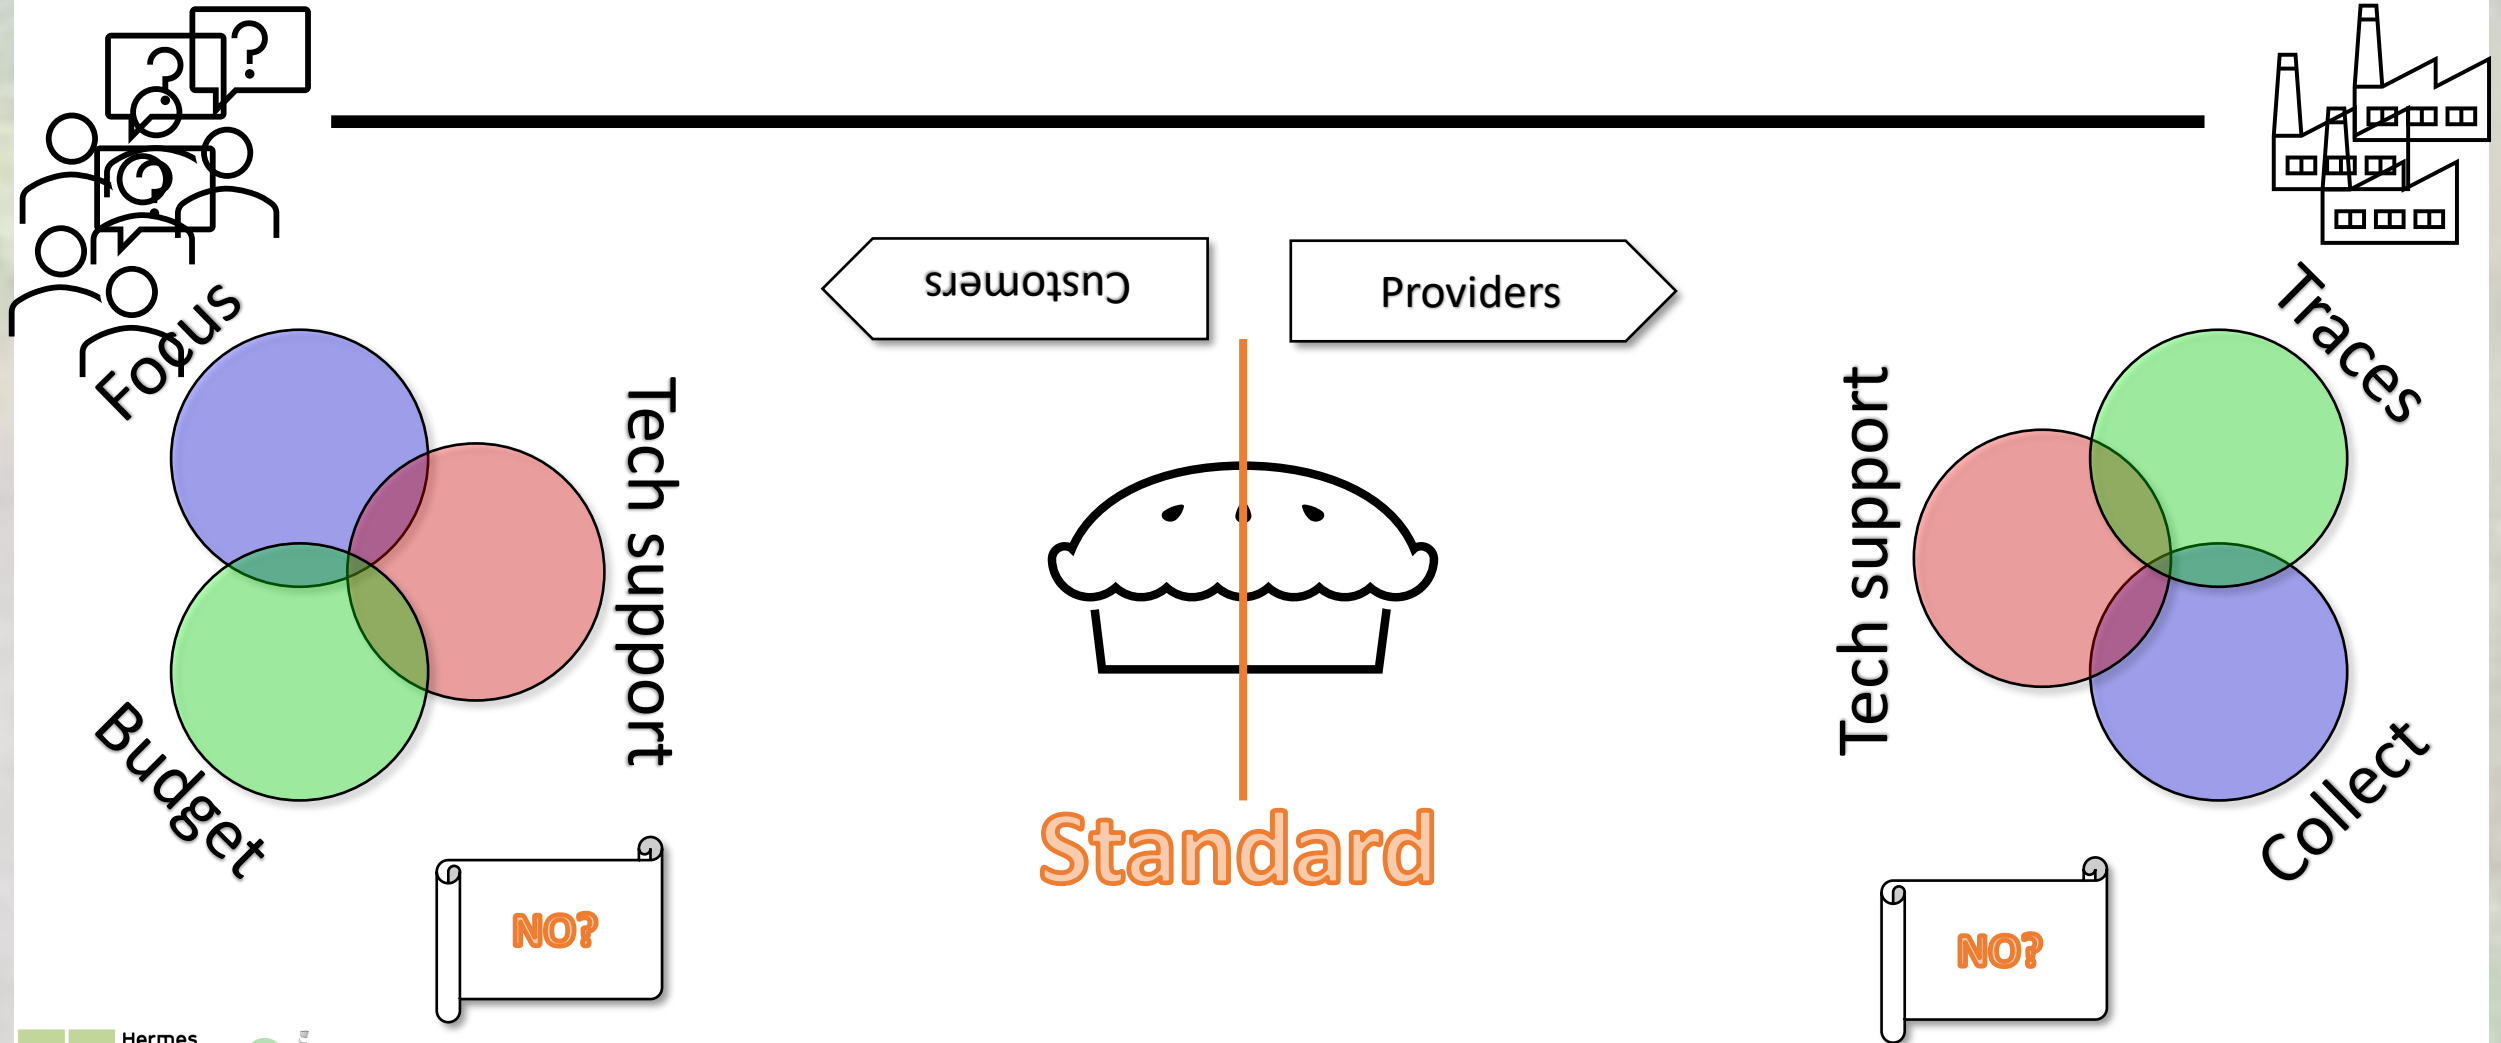 ?
?
?
Customers
Providers
Focus
Tech support
Budget
Traces
Tech support
Collect
Standard
NO?
NO?
Hermes